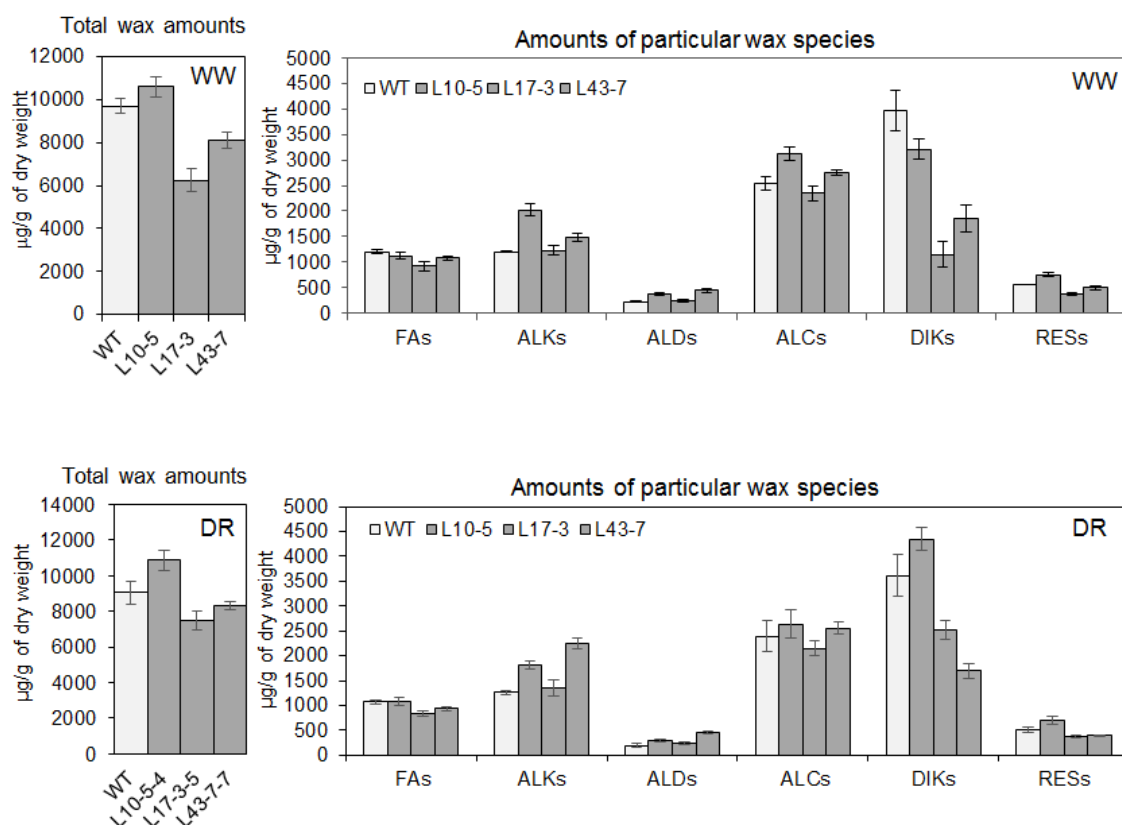 Total wax amounts
µg/g of dry weight
12000
10000
8000
6000
4000
2000
0
WW
WT
L10-5
L17-3
L43-7
Amounts of particular wax species
µg/g of dry weight
5000
4500
4000
3500
3000
2500
2000
1500
1000
500
0
WT L10-5 L17-3 L43-7
WW
FAs ALKs ALDs ALCs DIKs RESs
Total wax amounts
µg/g of dry weight
14000
12000
10000
8000
6000
4000
2000
0
DR
WT
L10-5-4
L17-3-5
L43-7-7
Amounts of particular wax species
µg/g of dry weight
5000
4500
4000
3500
3000
2500
2000
1500
1000
500
0
WT L10-5 L17-3 L43-7
DR
FAs ALKs ALDs ALCs DIKs RESs